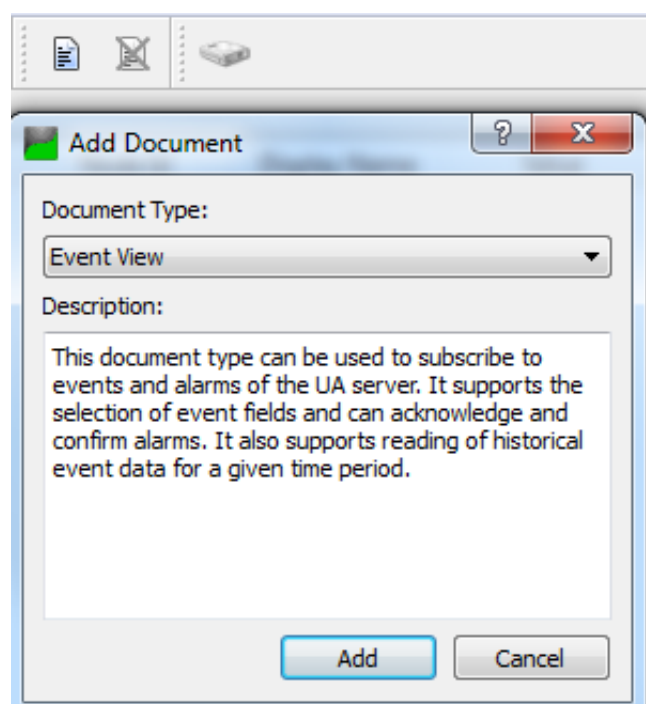 Add Document
?
X
Document Type:
Event View
Description:
This document type can be used to subscribe to
events and alarms of the UA server. It supports the
selection of event fields and can acknowledge and
confirm alarms. It also supports reading of historical
event data for a given time period.
Add
Cancel